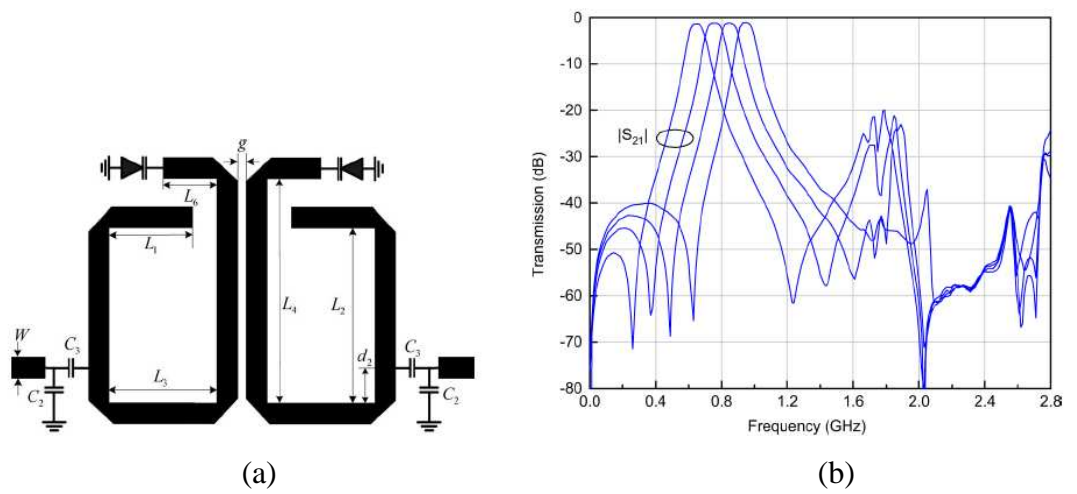 g
L6
L1
L4
L2
W
C3
L3
d2
C3
C2
C2
(a)
0
-10
-20
-30
-40
-50
-60
-70
-80
Transmission (dB)
|S21|
0.0 0.4 0.8 1.2 1.6 2.0 2.4 2.8
Frequency (GHz)
(b)